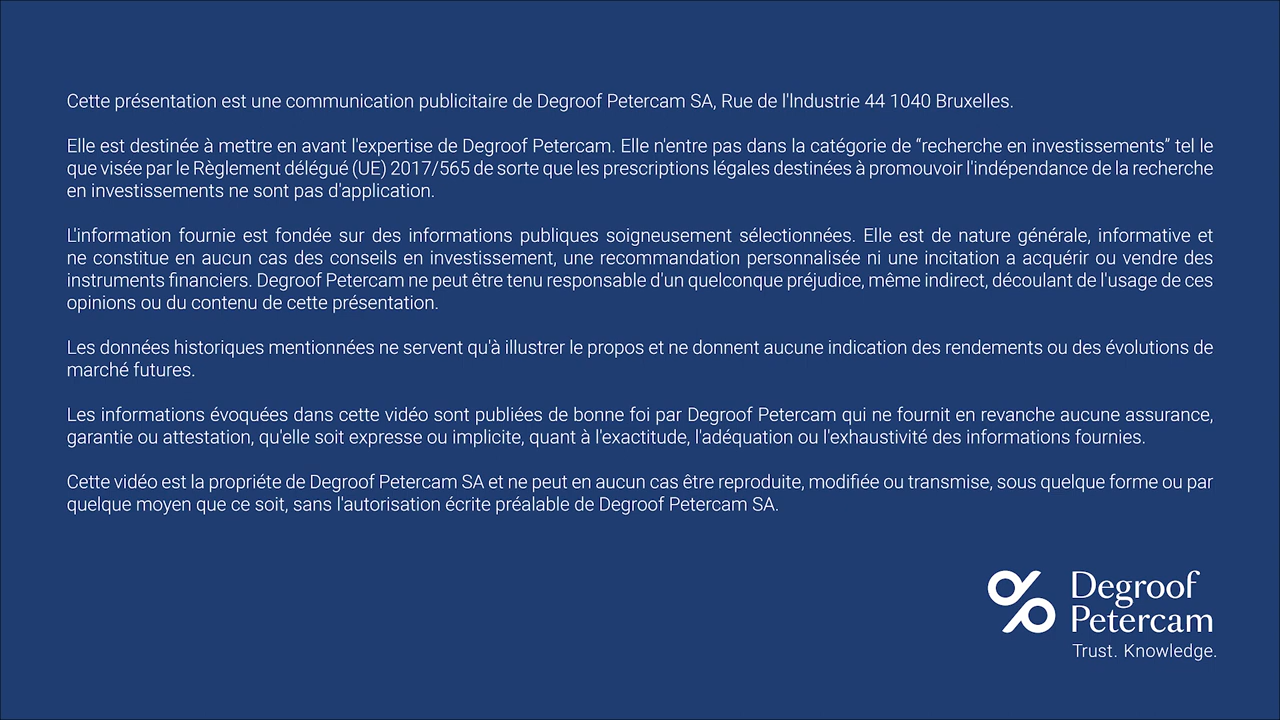 Cette présentation est une communication publicitaire de Degroof Petercam SA, Rue de l'Industrie 44 1040 Bruxelles.
Elle est destinée à mettre en avant l'expertise de Degroof Petercam. Elle n'entre pas dans la catégorie de “recherche en investissements” tel le
que visée par le Règlement délégué (UE) 2017/565 de sorte que les prescriptions légales destinées à promouvoir l'indépendance de la recherche
en investissements ne sont pas d'application.
L'information fournie est fondée sur des informations publiques soigneusement sélectionnées. Elle est de nature générale, informative et
ne constitue en aucun cas des conseils en investissement, une recommandation personnalisée ni une incitation a acquérir ou vendre des
instruments financiers. Degroof Petercam ne peut être tenu responsable d'un quelconque préjudice, même indirect, découlant de l'usage de ces
opinions ou du contenu de cette présentation.
Les données historiques mentionnées ne servent qu'à illustrer le propos et ne donnent aucune indication des rendements ou des évolutions de
marché futures.
Les informations évoquées dans cette vidéo sont publiées de bonne foi par Degroof Petercam qui ne fournit en revanche aucune assurance,
garantie ou attestation, qu'elle soit expresse ou implicite, quant à l'exactitude, l'adéquation ou l'exhaustivité des informations fournies.
Cette vidéo est la propriéte de Degroof Petercam SA et ne peut en aucun cas être reproduite, modifiée ou transmise, sous quelque forme ou par
quelque moyen que ce soit, sans l'autorisation écrite préalable de Degroof Petercam SA.
Degroof
Petercam
Trust. Knowledge.